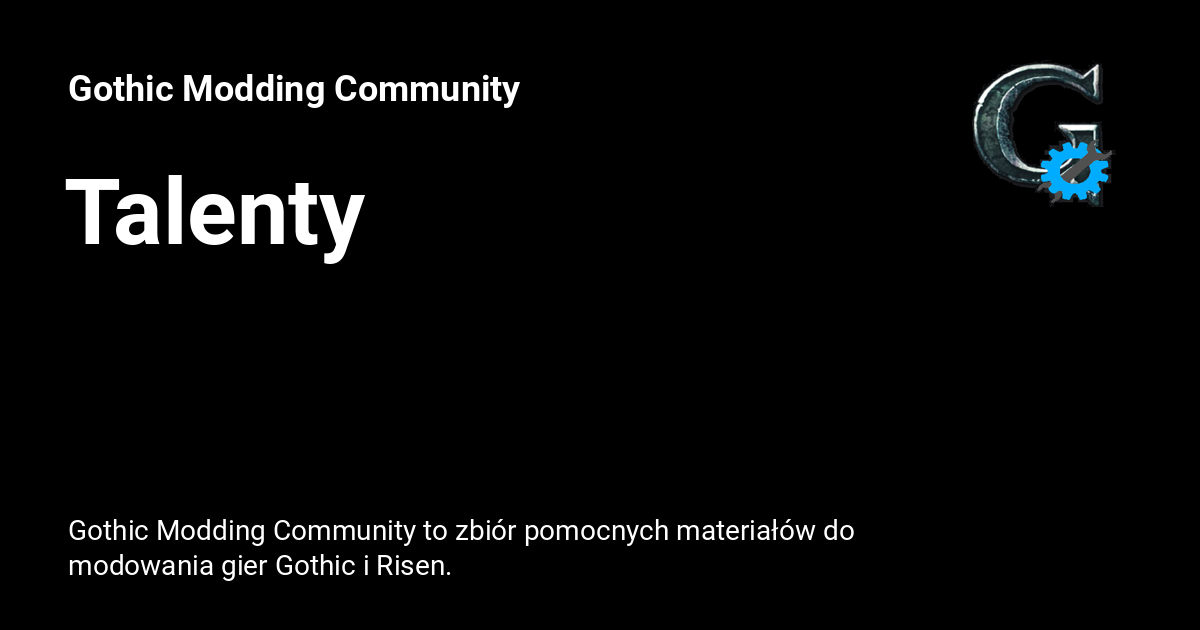 Gothic Modding Community
Talenty
Gothic Modding Community to zbiór pomocnych materiałów do
modowania gier Gothic i Risen.